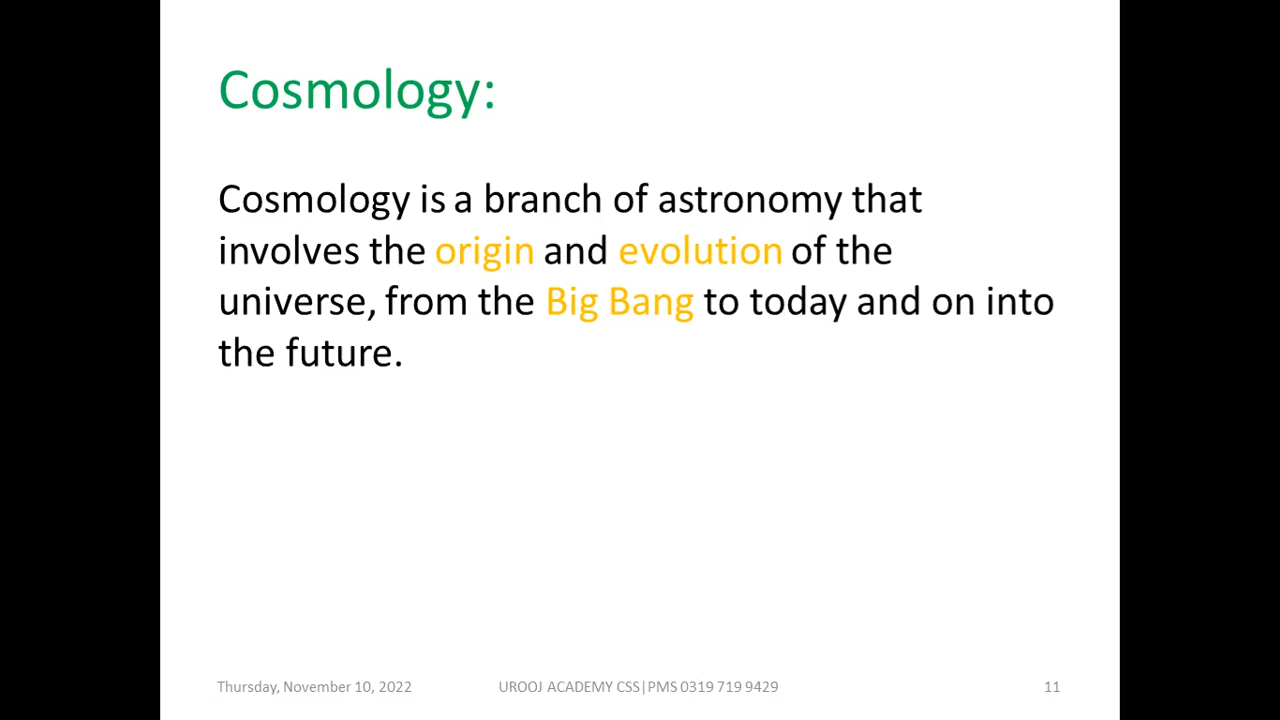 Cosmology:
Cosmology is a branch of astronomy that
involves the origin and evolution of the
universe, from the Big Bang to today and on into
the future.
Thursday, November 10, 2022 UROOJ ACADEMY CSS|PMS 0319 719 9429 11